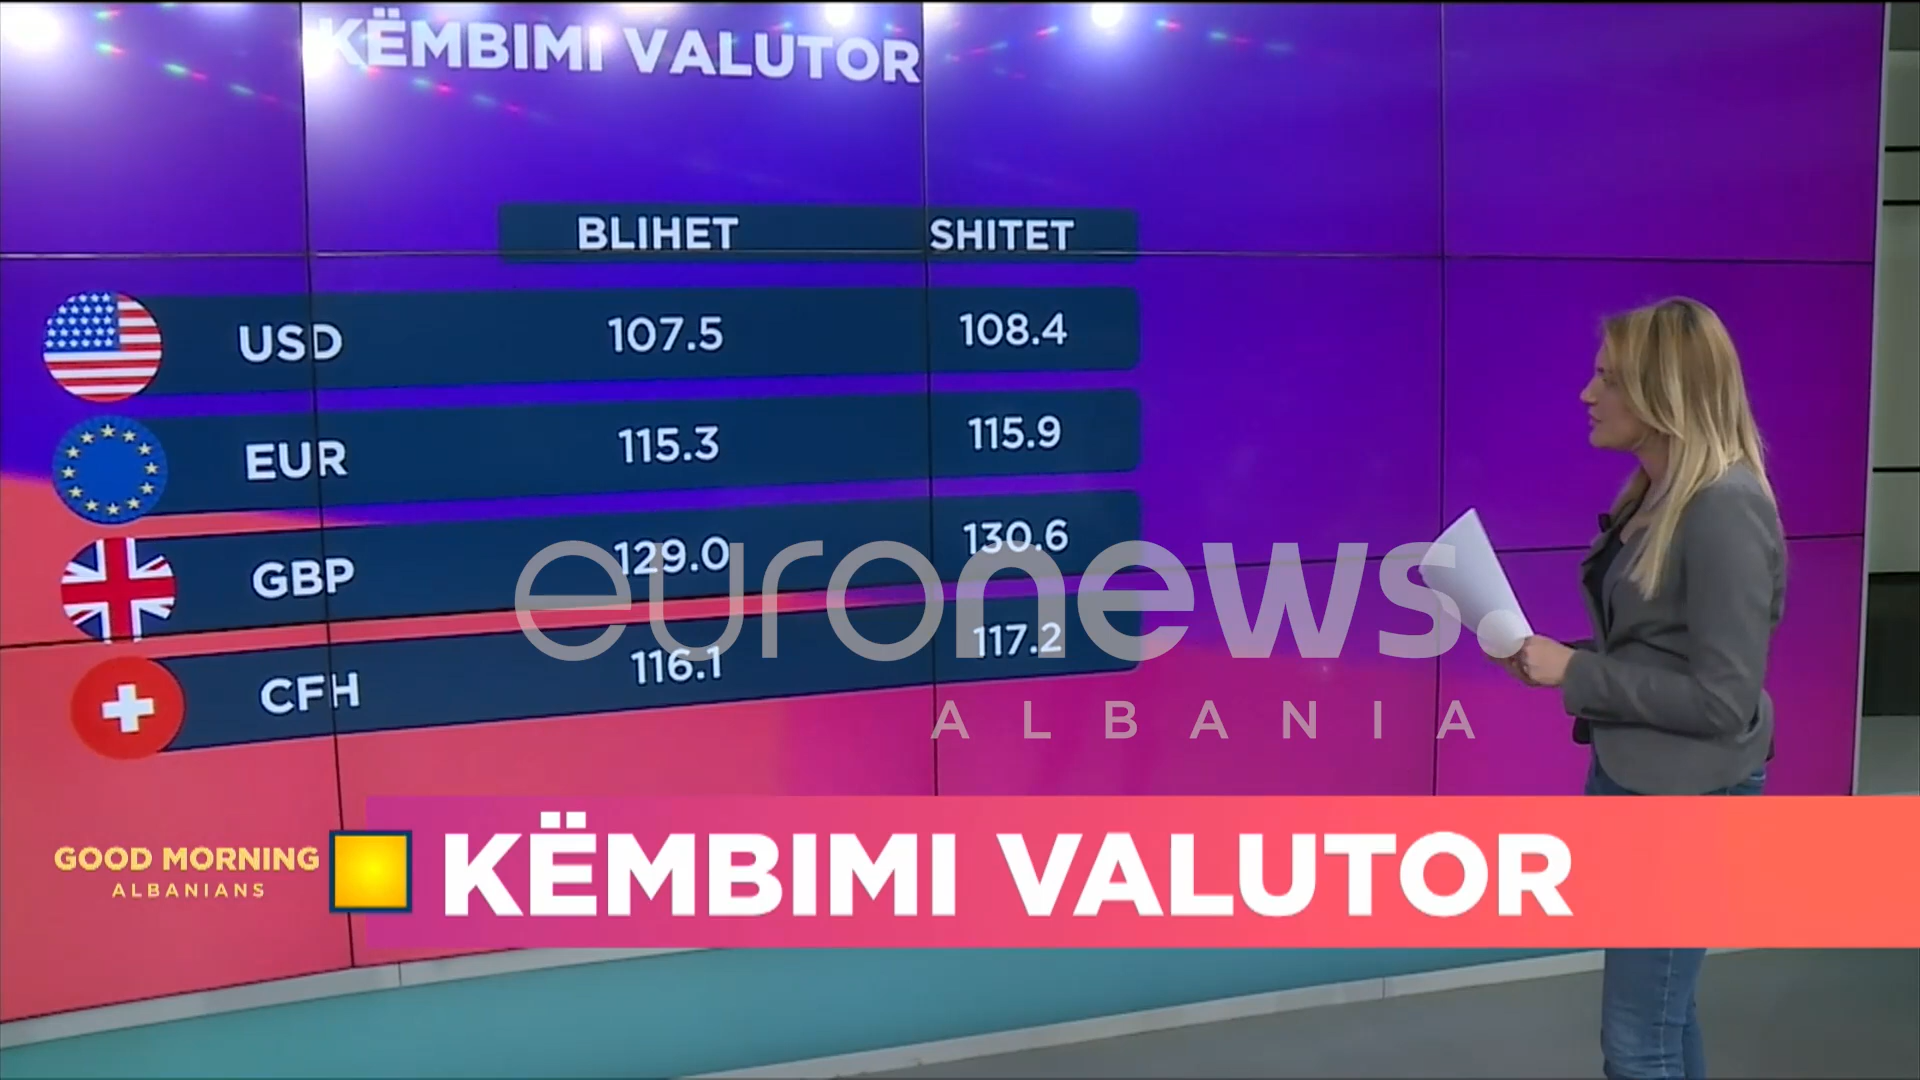 KËMBIMI VALUTOR
BLIHET SHITET
USD 107.5 108.4
EUR 115.3 115.9
GBP 129.0 130.6
CFH 116.1 117.2
euronews.
ALBANIA
GOOD MORNING
ALBANIANS
KËMBIMI VALUTOR